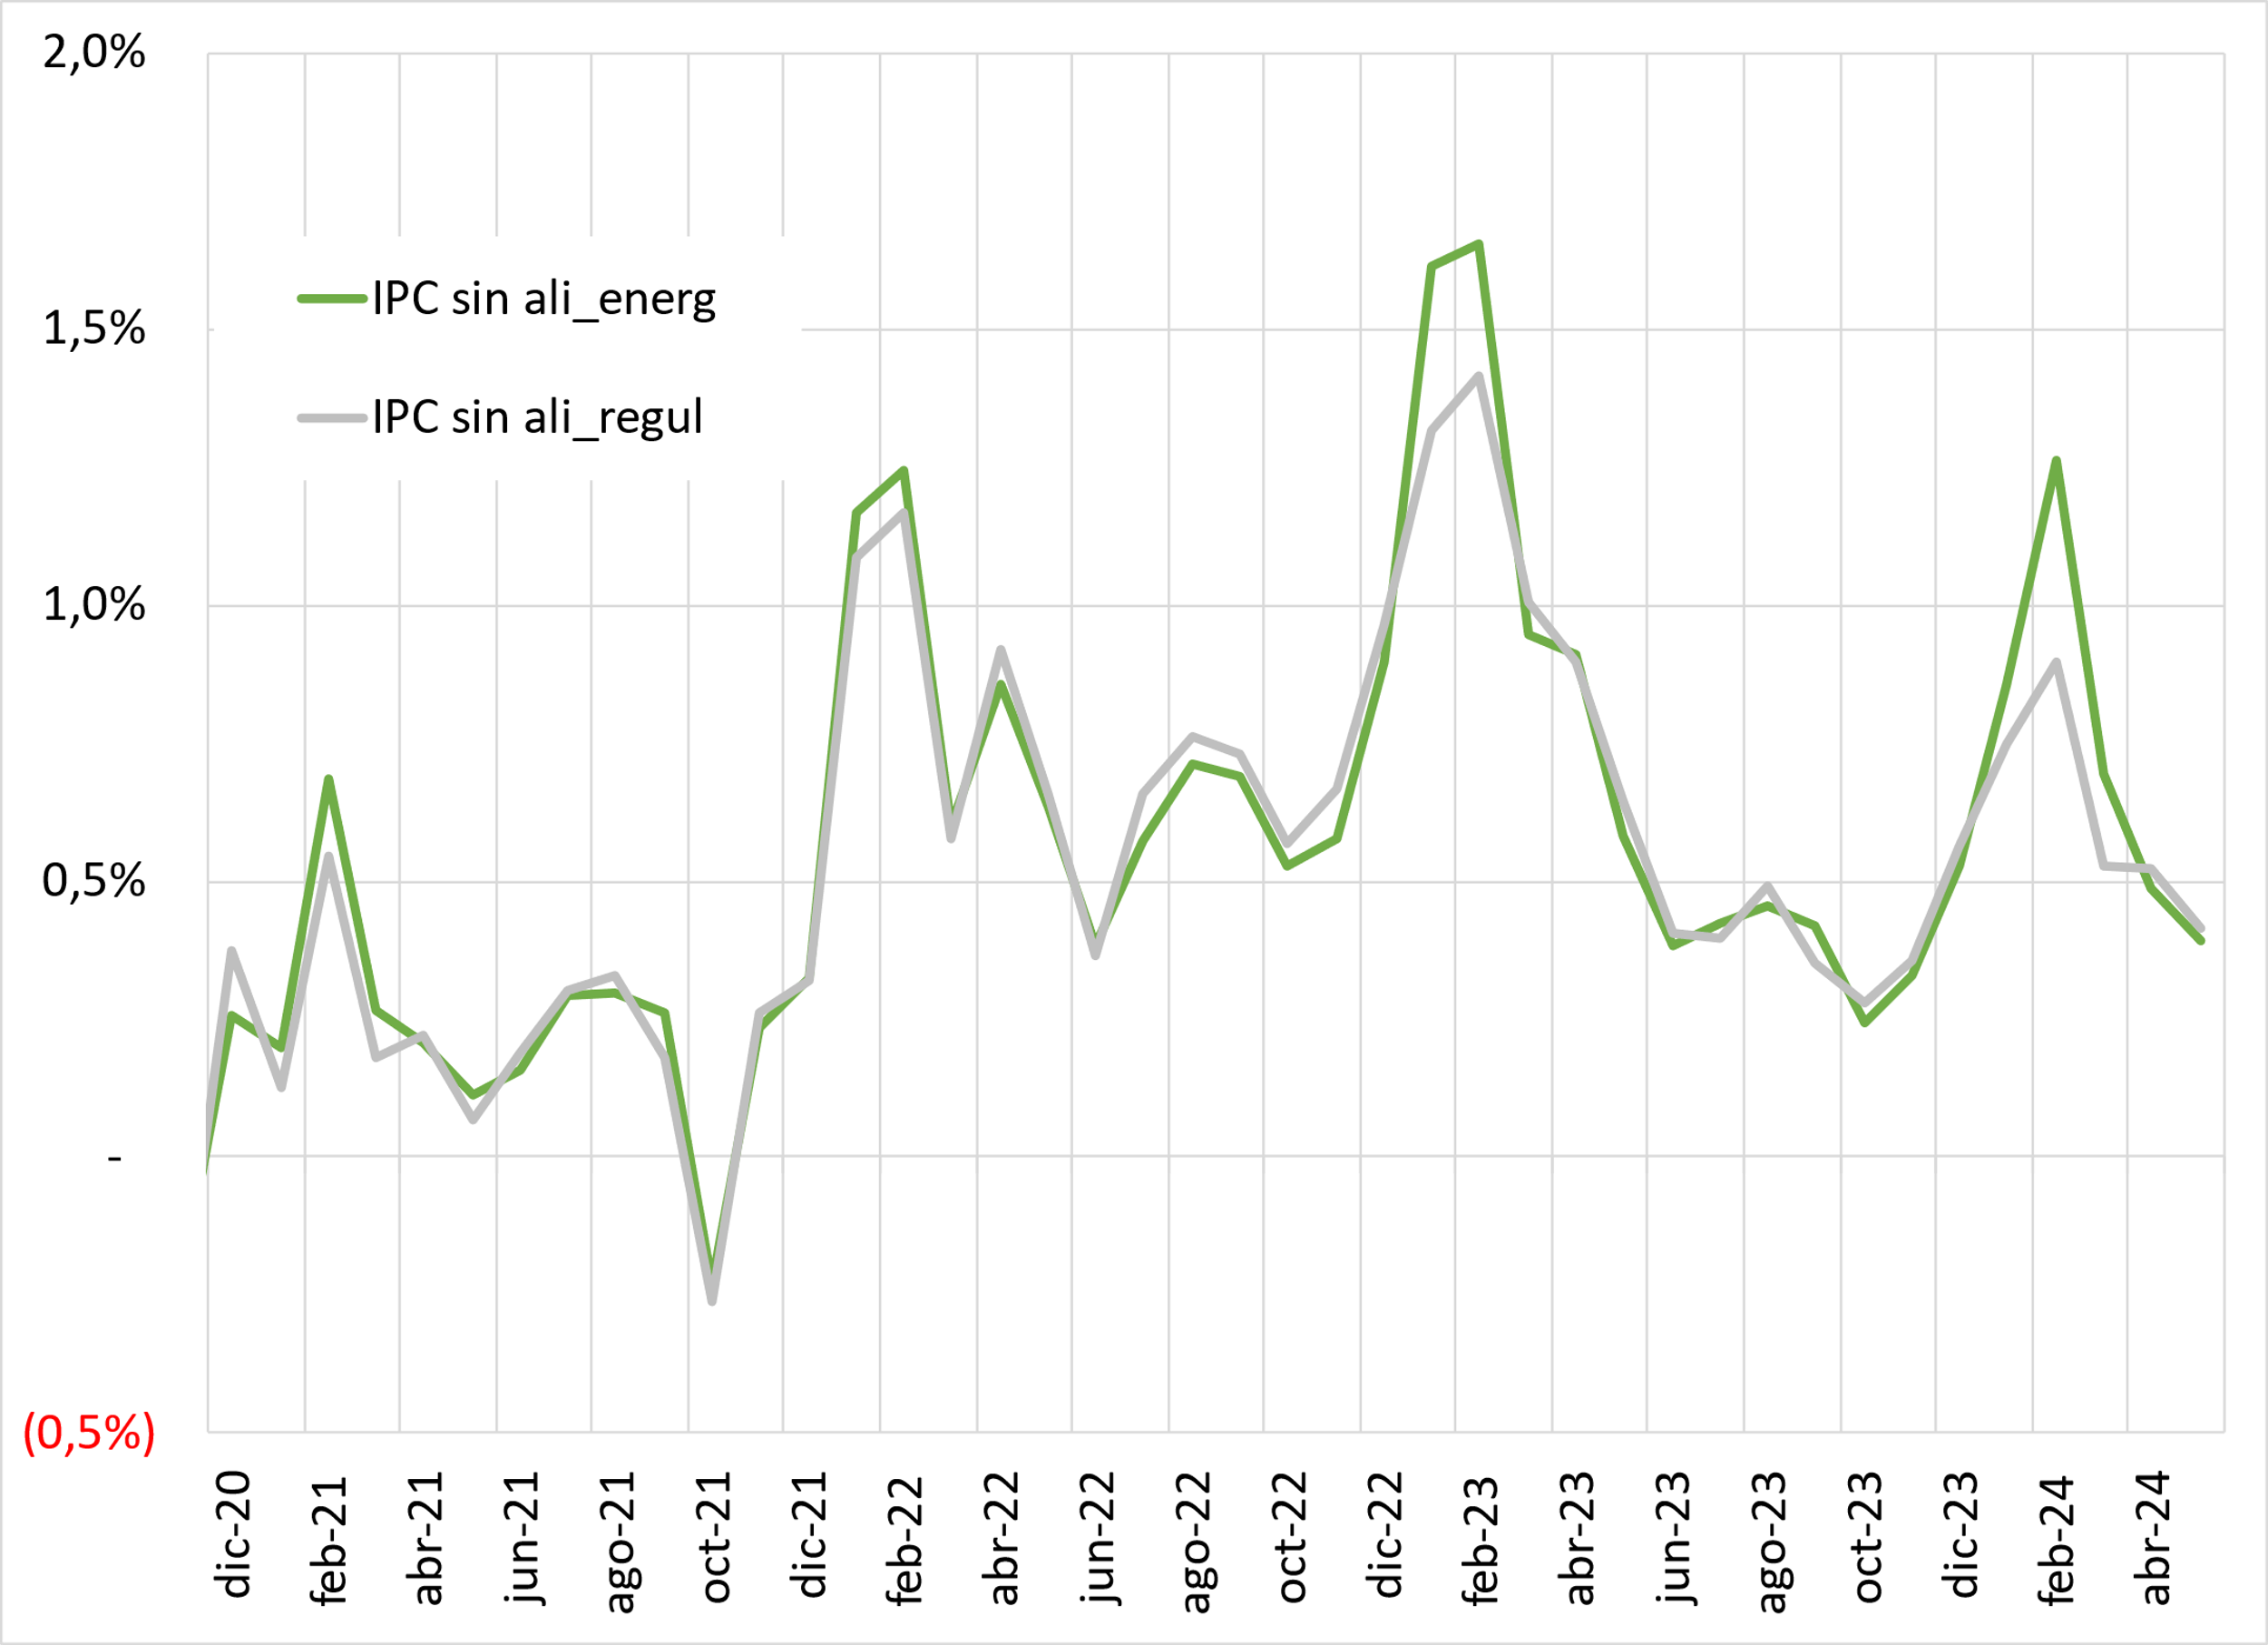 2,0%
1,5%
1,0%
0,5%
-
(0,5%)
IPC sin ali_energ
IPC sin ali_regul
dic-20
feb-21
abr-21
jun-21
ago-21
oct-21
dic-21
feb-22
abr-22
jun-22
ago-22
oct-22
dic-22
feb-23
abr-23
jun-23
ago-23
oct-23
dic-23
feb-24
abr-24